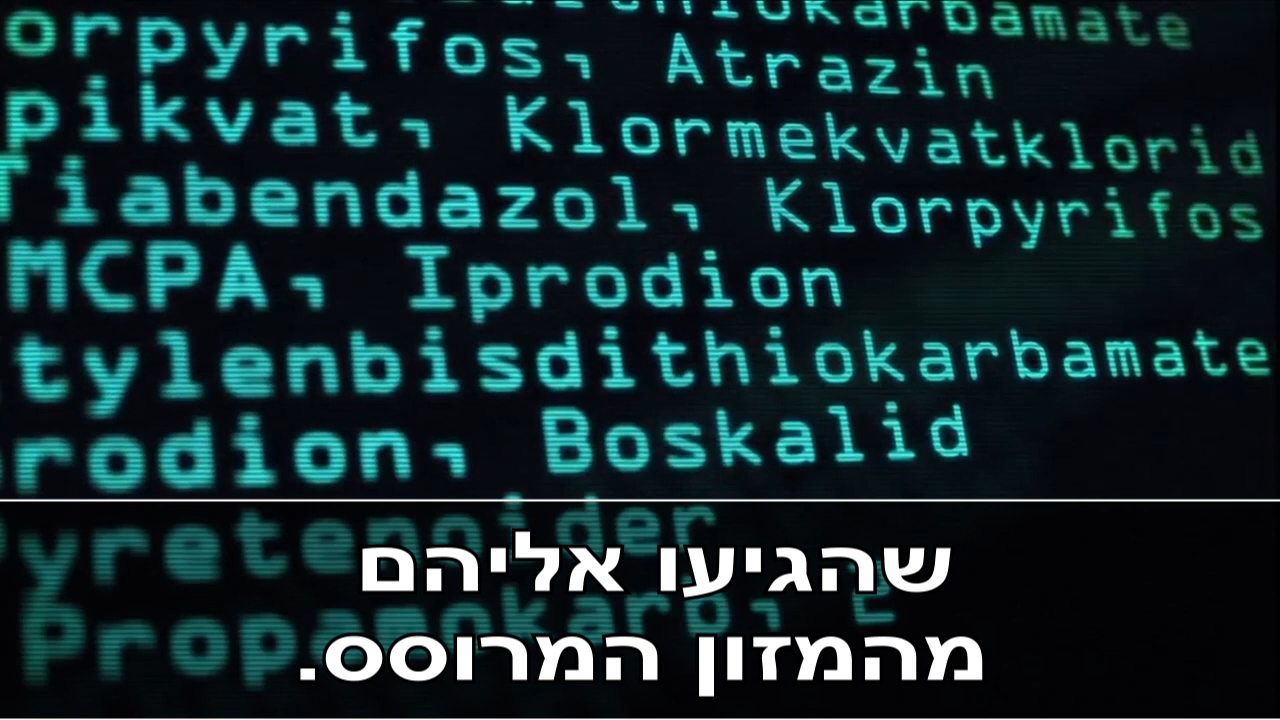 orpyrifos, Atrazin
pikvat, Klormekvatklorid
Tiabendazol, Klorpyrifos
MCPA, Iprodion
tylenbisdithiokarbamate
rodion, Boskalid
שהגיעו אליהם
מהמזון המרוסס.